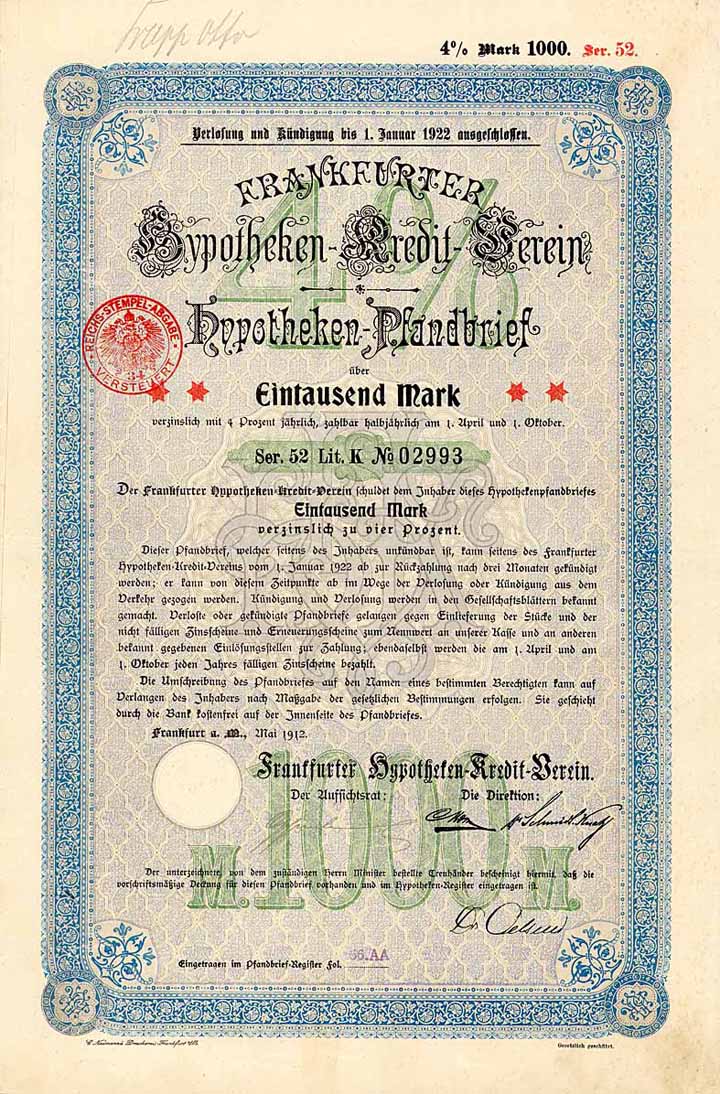 Trapp Otto
4% Mark 1000. Ser. 52.
Verlosung und Kündigung bis 1. Januar 1922 ausgeschlossen.
FRANKFURTER
Hypotheken-Kredit-Verein
4%
Hypotheken-Pfandbrief
REICHS-STEMPEL-ABGABE
34
VERSTEUERT
über
Eintausend Mark
verzinslich mit 4 Prozent jährlich, zahlbar halbjährlich am 1. April und 1. Oktober.
Ser. 52 Lit. K No 02993
Der Frankfurter Hypotheken-Kredit-Verein schuldet dem Inhaber dieses Hypothekenpfandbriefes
Eintausend Mark
verzinslich zu vier Prozent.
Dieser Pfandbrief, welcher seitens des Inhabers unkündbar ist, kann seitens des Frankfurter
Hypotheken-Kredit-Vereins vom 1. Januar 1922 ab zur Rückzahlung nach drei Monaten gekündigt
werden; er kann von diesem Zeitpunkte ab im Wege der Verlosung oder Kündigung aus dem
Verkehr gezogen werden. Kündigung und Verlosung werden in den Gesellschaftsblättern bekannt
gemacht. Verloste oder gekündigte Pfandbriefe gelangen gegen Einlieferung der Stücke und der
nicht fälligen Zinsscheine und Erneuerungsscheine zum Nennwert an unserer Kasse und an anderen
bekannt gegebenen Einlösungsstellen zur Zahlung; ebendaselbst werden die am 1. April und am
1. Oktober jeden Jahres fälligen Zinsscheine bezahlt.
Die Umschreibung des Pfandbriefes auf den Namen eines bestimmten Berechtigten kann auf
Verlangen des Inhabers nach Maßgabe der gesetzlichen Bestimmungen erfolgen. Sie geschieht
durch die Bank kostenfrei auf der Innenseite des Pfandbriefes.
Frankfurt a. M., Mai 1912.
Frankfurter Hypotheken-Kredit-Verein.
Der Aufsichtsrat: Die Direktion:
M. 1000 M.
Der unterzeichnete, von dem zuständigen Herrn Minister bestellte Treuhänder bescheinigt hiermit, daß die
vorschriftsmäßige Deckung für diesen Pfandbrief vorhanden und im Hypotheken-Register eingetragen ist.
Eingetragen im Pfandbrief-Register Fol. 56.AA
C. Naumann's Druckerei, Frankfurt a/M.
Gesetzlich geschützt.